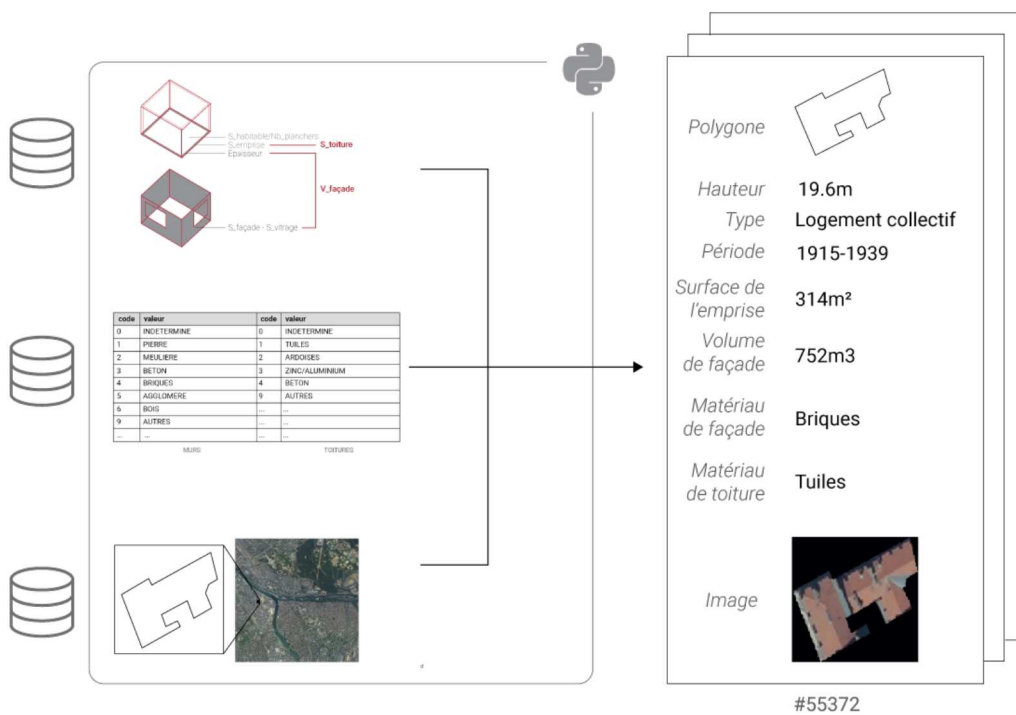 S_habitable/Nb_planchers
S_emprise
S_toiture
Epaisseur
V_façade
S_façade - S_vitrage
code valeur code valeur
0 INDETERMINE 0 INDETERMINE
1 PIERRE 1 TUILES
2 MEULIERE 2 ARDOISES
3 BETON 3 ZINC/ALUMINIUM
4 BRIQUES 4 BETON
5 AGGLOMERE 9 AUTRES
6 BOIS ... ...
9 AUTRES ... ...
... ... ... ...
MURS TOITURES
Polygone
Hauteur 19.6m
Type Logement collectif
Période 1915-1939
Surface de
l'emprise 314m²
Volume
de façade 752m3
Matériau
de façade Briques
Matériau
de toiture Tuiles
Image
#55372